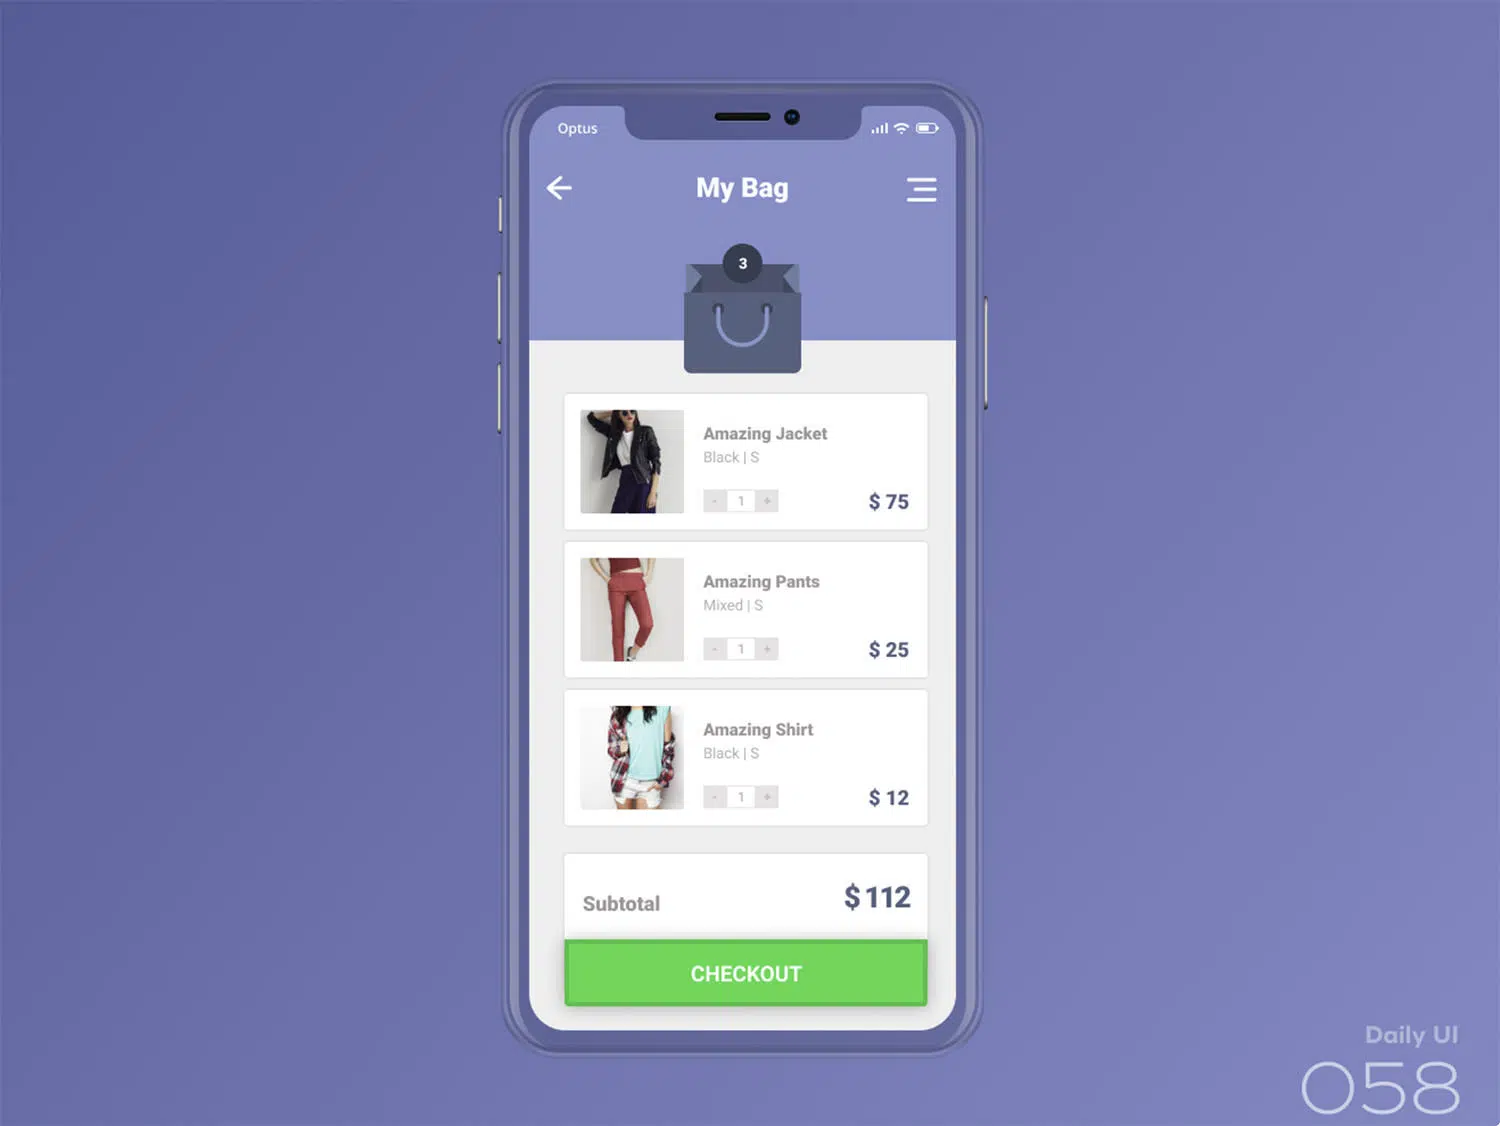 Optus
My Bag
3
Amazing Jacket
Black | S
- 1 +
$ 75
Amazing Pants
Mixed | S
- 1 +
$ 25
Amazing Shirt
Black | S
- 1 +
$ 12
Subtotal
$ 112
CHECKOUT
Daily UI
058